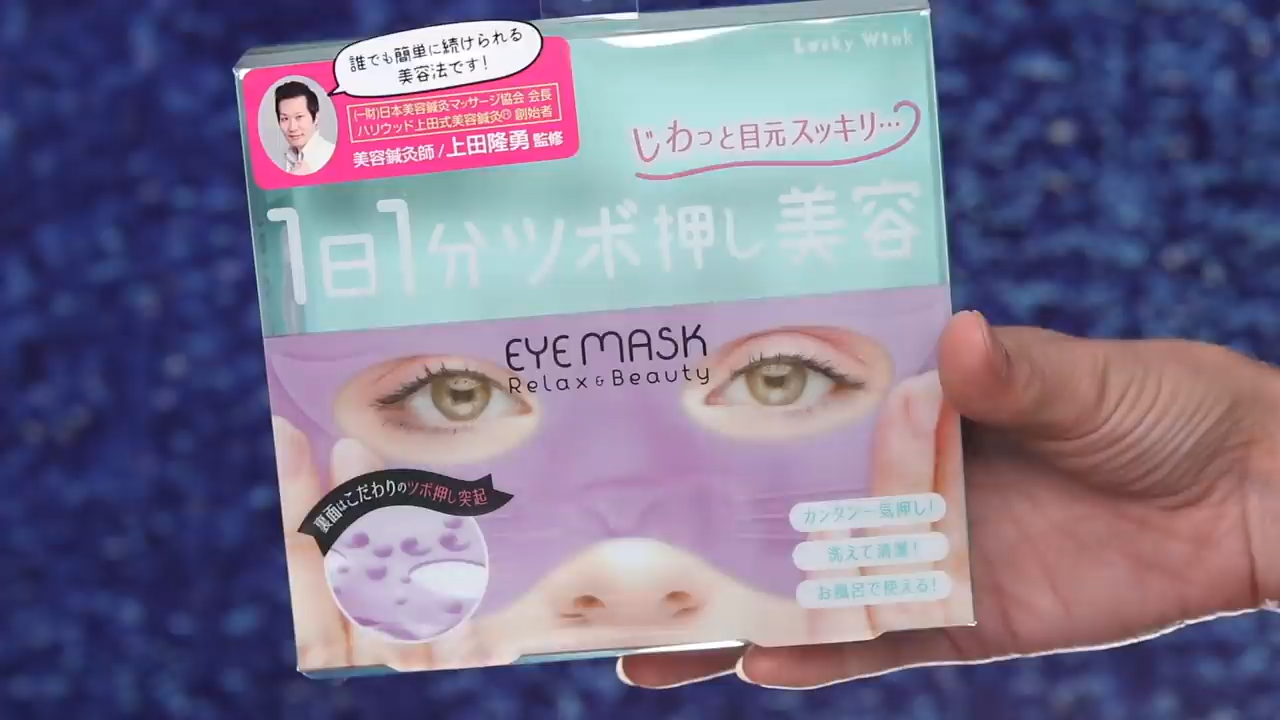 誰でも簡単に続けられる
美容法です!
(一財)日本美容鍼灸マッサージ協会 会長
ハリウッド上田式美容鍼灸® 創始者
美容鍼灸師/上田隆勇 監修
Lucky Wink
じわっと目元スッキリ…
1日1分ツボ押し美容
EYE MASK
Relax & Beauty
裏面はこだわりのツボ押し突起
カンタン一気押し!
洗えて清潔!
お風呂で使える!